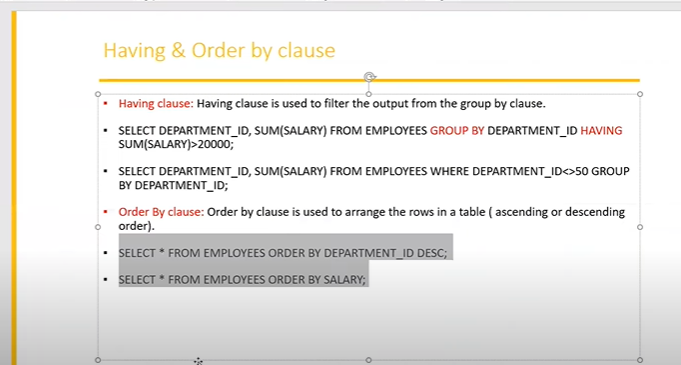 Having & Order by clause
Having clause: Having clause is used to filter the output from the group by clause.
SELECT DEPARTMENT_ID, SUM(SALARY) FROM EMPLOYEES GROUP BY DEPARTMENT_ID HAVING
SUM(SALARY)>20000;
SELECT DEPARTMENT_ID, SUM(SALARY) FROM EMPLOYEES WHERE DEPARTMENT_ID<>50 GROUP
BY DEPARTMENT_ID;
Order By clause: Order by clause is used to arrange the rows in a table ( ascending or descending
order).
SELECT * FROM EMPLOYEES ORDER BY DEPARTMENT_ID DESC;
SELECT * FROM EMPLOYEES ORDER BY SALARY;